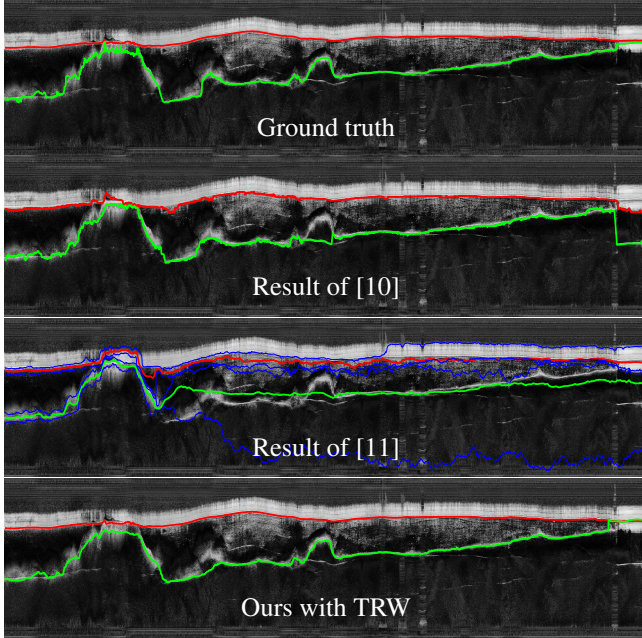 Ground truth
Result of [10]
Result of [11]
Ours with TRW